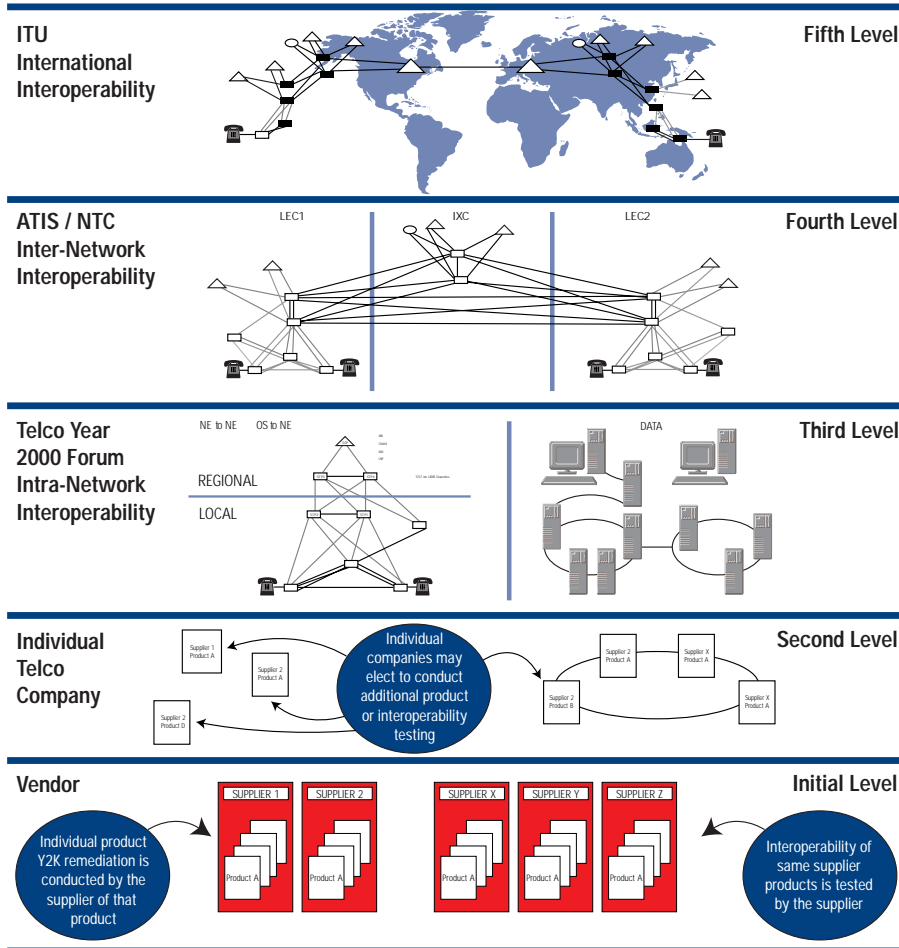 ITU
International
Interoperability
Fifth Level
ATIS / NTC
Inter-Network
Interoperability
LEC1
IXC
LEC2
Fourth Level
Telco Year
2000 Forum
Intra-Network
Interoperability
NE to NE
OS to NE
REGIONAL
LOCAL
DATA
Third Level
Individual
Telco
Company
Supplier 1
Product A
Supplier 2
Product A
Supplier 2
Product D
Individual
companies may
elect to conduct
additional product
or interoperability
testing
Supplier 2
Product B
Supplier 2
Product A
Supplier X
Product A
Supplier X
Product A
Second Level
Vendor
Initial Level
Individual product
Y2K remediation is
conducted by the
supplier of that
product
SUPPLIER 1
Product A
SUPPLIER 2
Product A
SUPPLIER X
Product A
SUPPLIER Y
Product A
SUPPLIER Z
Product A
Interoperability of
same supplier
products is tested
by the supplier